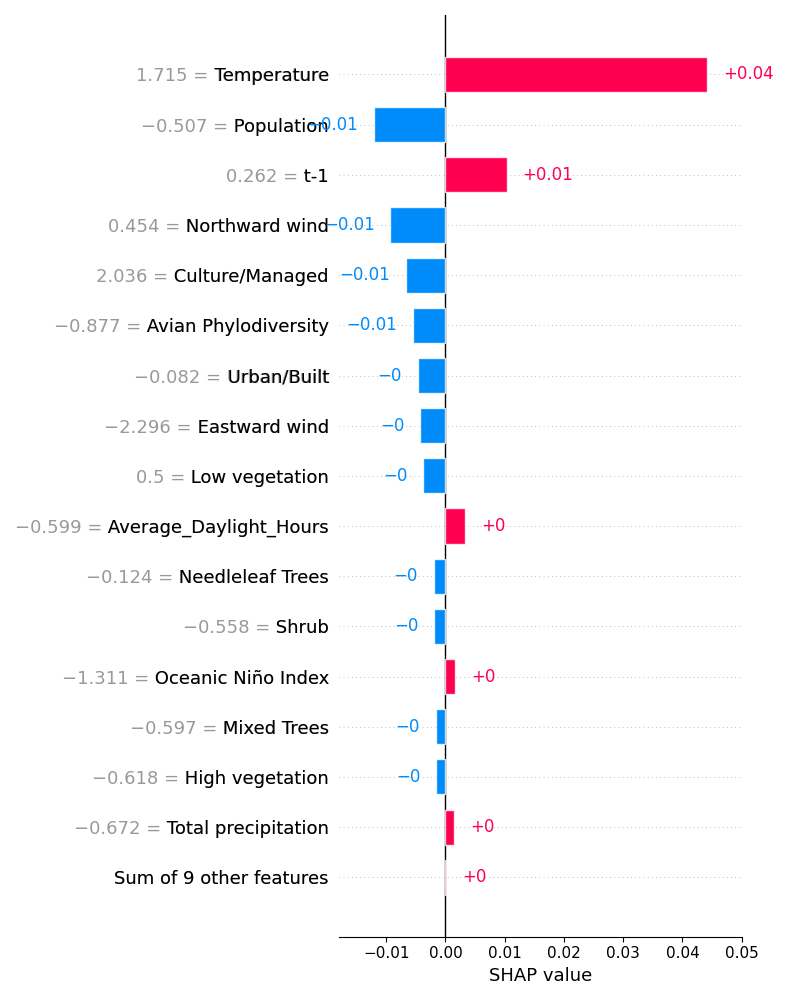 1.715 = Temperature +0.04
−0.507 = Population −0.01
0.262 = t-1 +0.01
0.454 = Northward wind −0.01
2.036 = Culture/Managed −0.01
−0.877 = Avian Phylodiversity −0.01
−0.082 = Urban/Built −0
−2.296 = Eastward wind −0
0.5 = Low vegetation −0
−0.599 = Average_Daylight_Hours +0
−0.124 = Needleleaf Trees −0
−0.558 = Shrub −0
−1.311 = Oceanic Niño Index +0
−0.597 = Mixed Trees −0
−0.618 = High vegetation −0
−0.672 = Total precipitation +0
Sum of 9 other features +0
−0.01 0.00 0.01 0.02 0.03 0.04 0.05
SHAP value